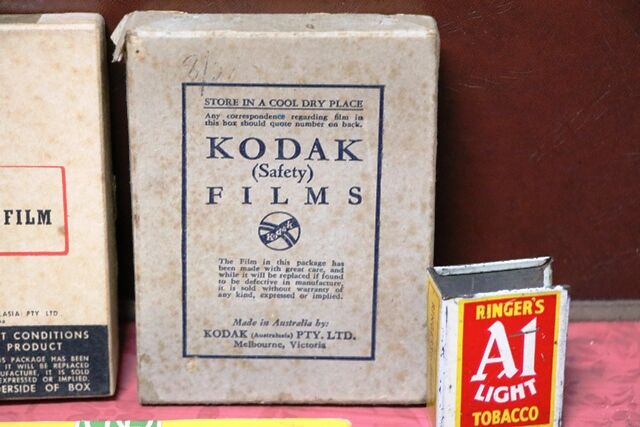 FILM
ASIA PTY LTD
T CONDITIONS
PRODUCT
S PACKAGE HAS BEEN
IT WILL BE REPLACED
UFACTURE, IT IS SOLD
EXPRESSED OR IMPLIED.
ERSIDE OF BOX
STORE IN A COOL DRY PLACE
Any correspondence regarding film in
this box should quote number on back.
KODAK
(Safety)
FILMS
Kodak
The Film in this package has
been made with great care, and
while it will be replaced if found
to be defective in manufacture,
it is sold without warranty of
any kind, expressed or implied.
Made in Australia by:
KODAK (Australasia) PTY. LTD.
Melbourne, Victoria
RINGER'S
A1
LIGHT
TOBACCO